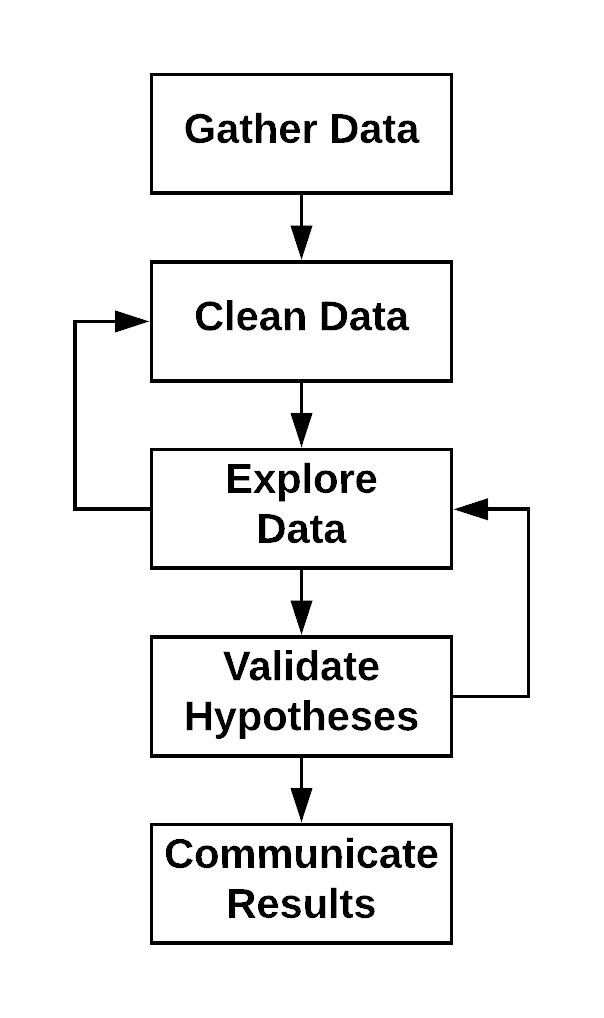 Gather Data
Clean Data
Explore
Data
Validate
Hypotheses
Communicate
Results